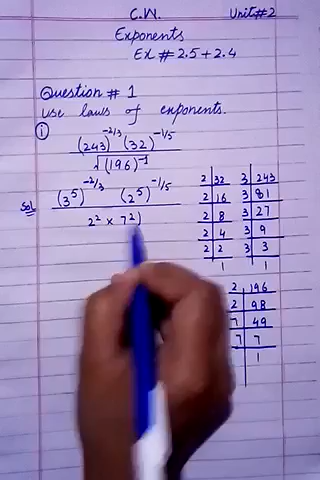 C.W. Unit#2
Exponents
Ex # 2.5 + 2.4
Question # 1
use laws of exponents.
i
(243)^-2/3 (32)^-1/5
√(196)^-1
Sol (3^5)^-2/3 (2^5)^-1/5
2^2 × 7^2)
2 32
2 16
2 8
2 4
2 2
1
3 243
3 81
3 27
3 9
3 3
1
2 196
2 98
7 49
7 7
1